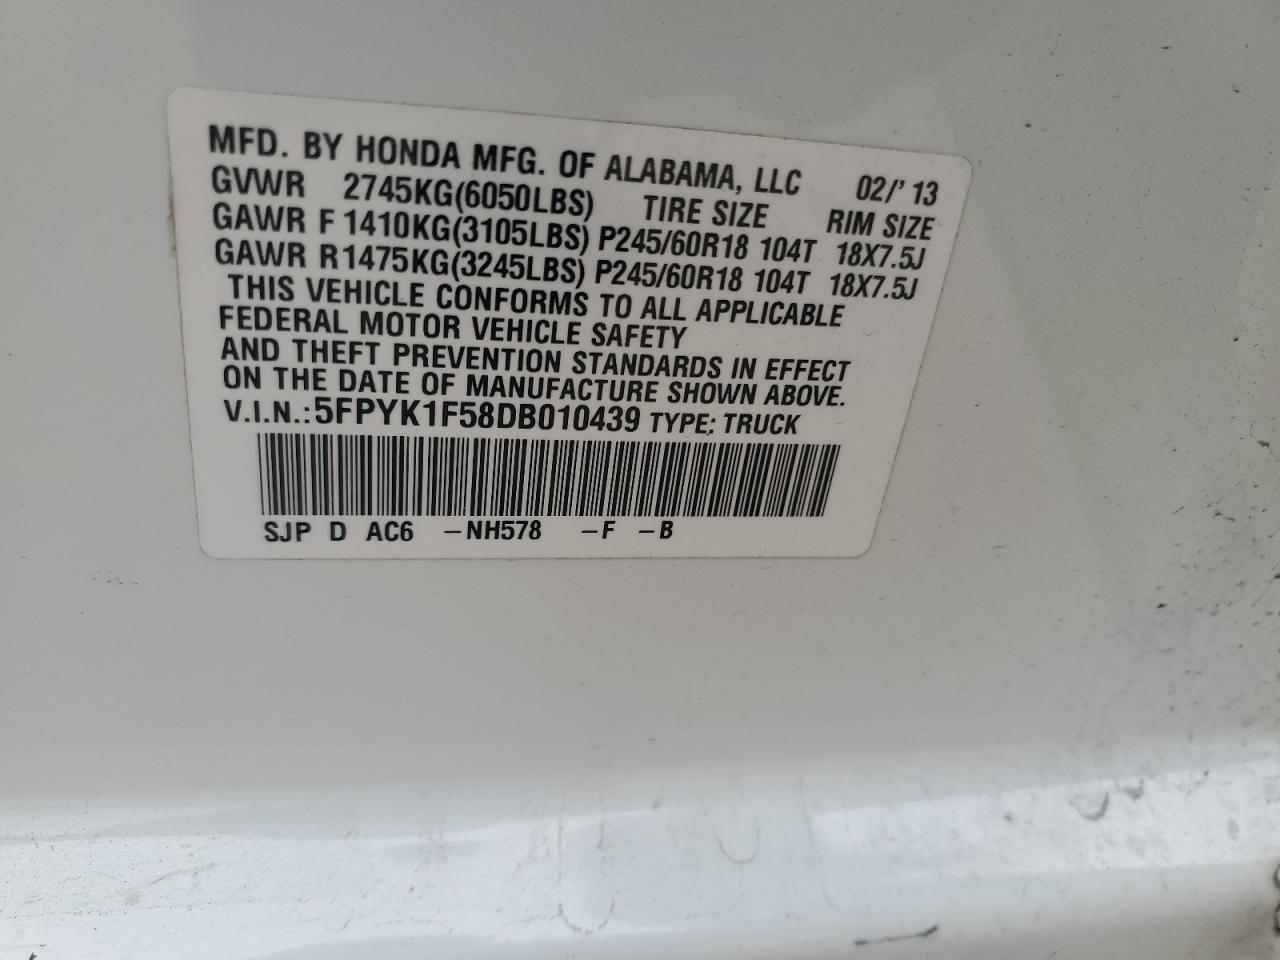 MFD. BY HONDA MFG. OF ALABAMA, LLC 02/' 13
GVWR 2745KG(6050LBS) TIRE SIZE RIM SIZE
GAWR F 1410KG(3105LBS) P245/60R18 104T 18X7.5J
GAWR R1475KG(3245LBS) P245/60R18 104T 18X7.5J
THIS VEHICLE CONFORMS TO ALL APPLICABLE
FEDERAL MOTOR VEHICLE SAFETY
AND THEFT PREVENTION STANDARDS IN EFFECT
ON THE DATE OF MANUFACTURE SHOWN ABOVE.
V.I.N.:5FPYK1F58DB010439 TYPE: TRUCK
SJP D AC6 –NH578 –F –B